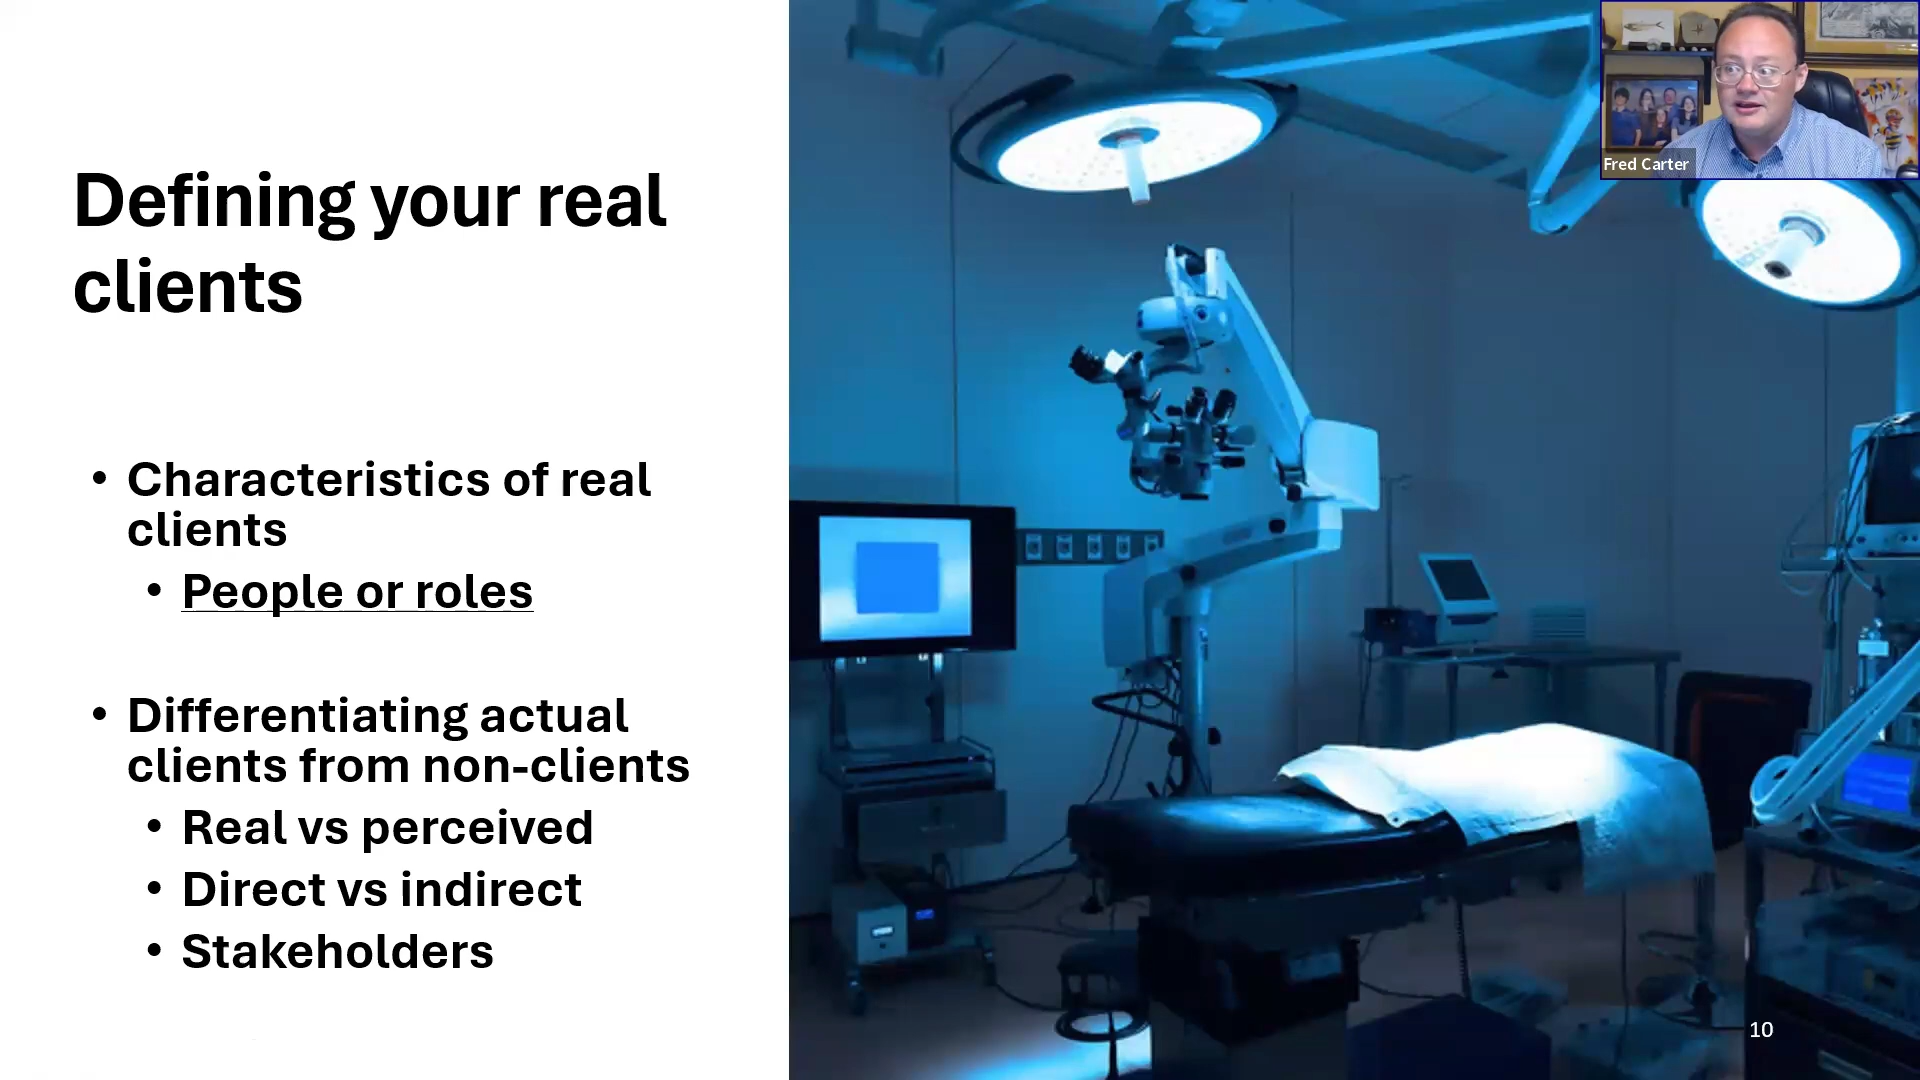 Defining your real
clients
• Characteristics of real
clients
• People or roles
• Differentiating actual
clients from non-clients
• Real vs perceived
• Direct vs indirect
• Stakeholders
Fred Carter
10